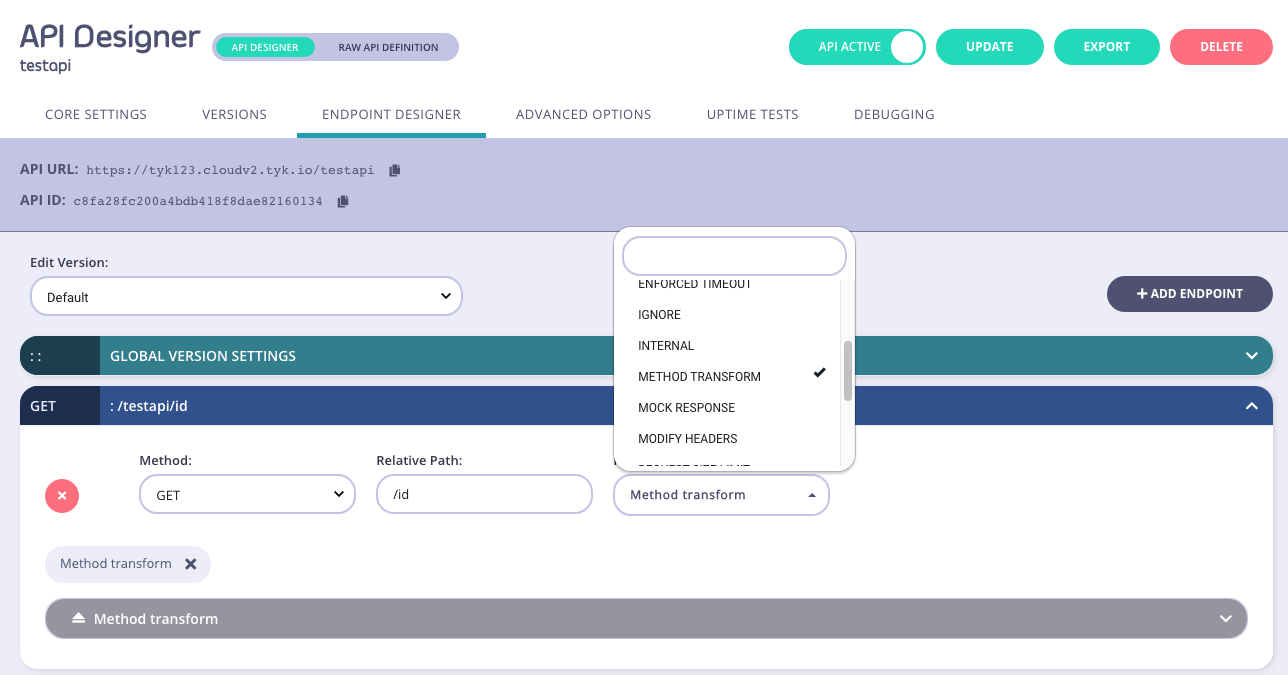 API Designer
testapi
API DESIGNER RAW API DEFINITION
API ACTIVE UPDATE EXPORT DELETE
CORE SETTINGS VERSIONS ENDPOINT DESIGNER ADVANCED OPTIONS UPTIME TESTS DEBUGGING
API URL: https://tyk123.cloudv2.tyk.io/testapi
API ID: c8fa28fc200a4bdb418f8dae82160134
Edit Version:
Default
+ ADD ENDPOINT
ENFORCED TIMEOUT
IGNORE
INTERNAL
METHOD TRANSFORM
MOCK RESPONSE
MODIFY HEADERS
:: GLOBAL VERSION SETTINGS
GET : /testapi/id
Method: Relative Path:
GET /id Method transform
Method transform
Method transform